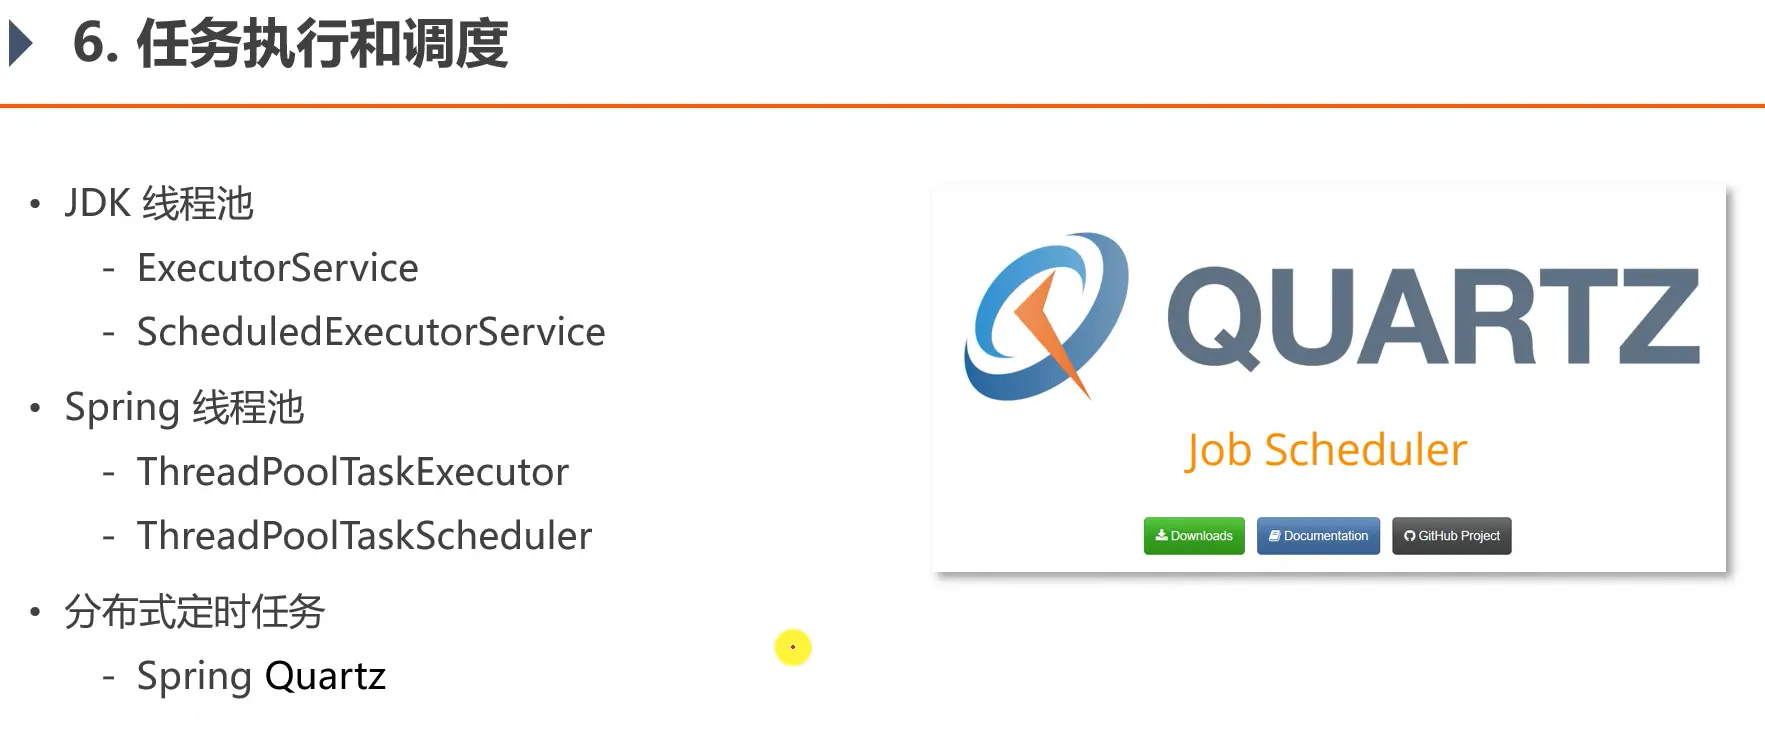 6. 任务执行和调度
• JDK 线程池
- ExecutorService
- ScheduledExecutorService
• Spring 线程池
- ThreadPoolTaskExecutor
- ThreadPoolTaskScheduler
• 分布式定时任务
- Spring Quartz
QUARTZ
Job Scheduler
Downloads Documentation GitHub Project